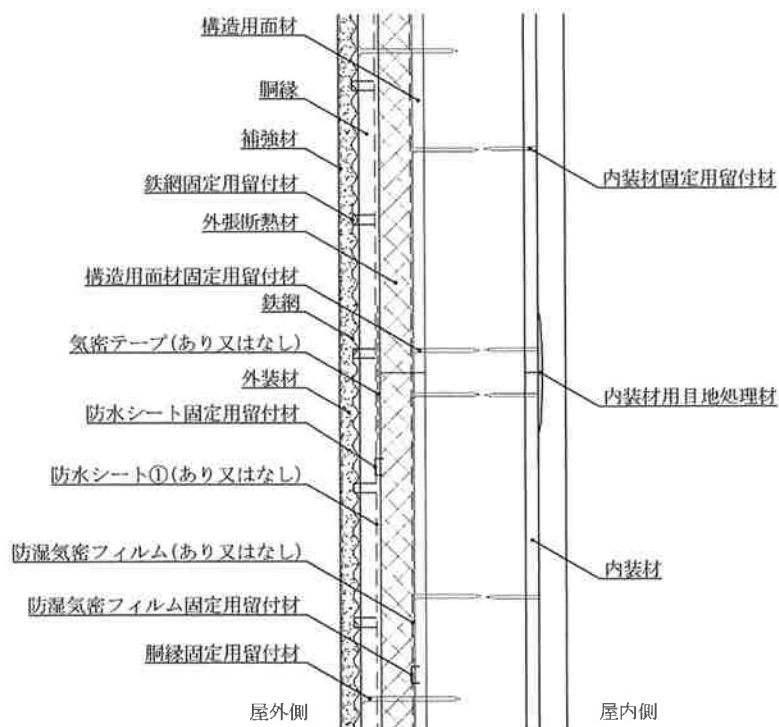 構造用面材
胴縁
補強材
鉄網固定用留付材
外張断熱材
構造用面材固定用留付材
鉄網
気密テープ(あり又はなし)
外装材
防水シート固定用留付材
防水シート①(あり又はなし)
防湿気密フィルム(あり又はなし)
防湿気密フィルム固定用留付材
胴縁固定用留付材
内装材固定用留付材
内装材用目地処理材
内装材
屋外側
屋内側